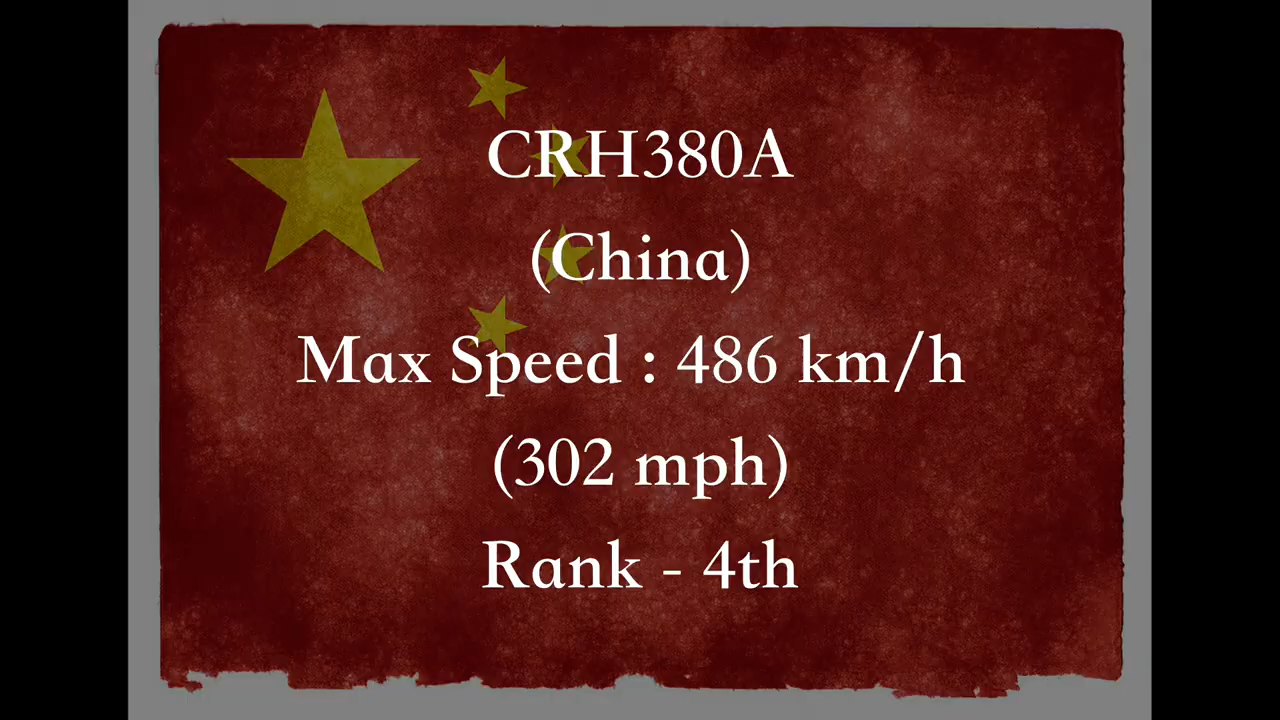 CRH380A
(China)
Max Speed : 486 km/h
(302 mph)
Rank - 4th